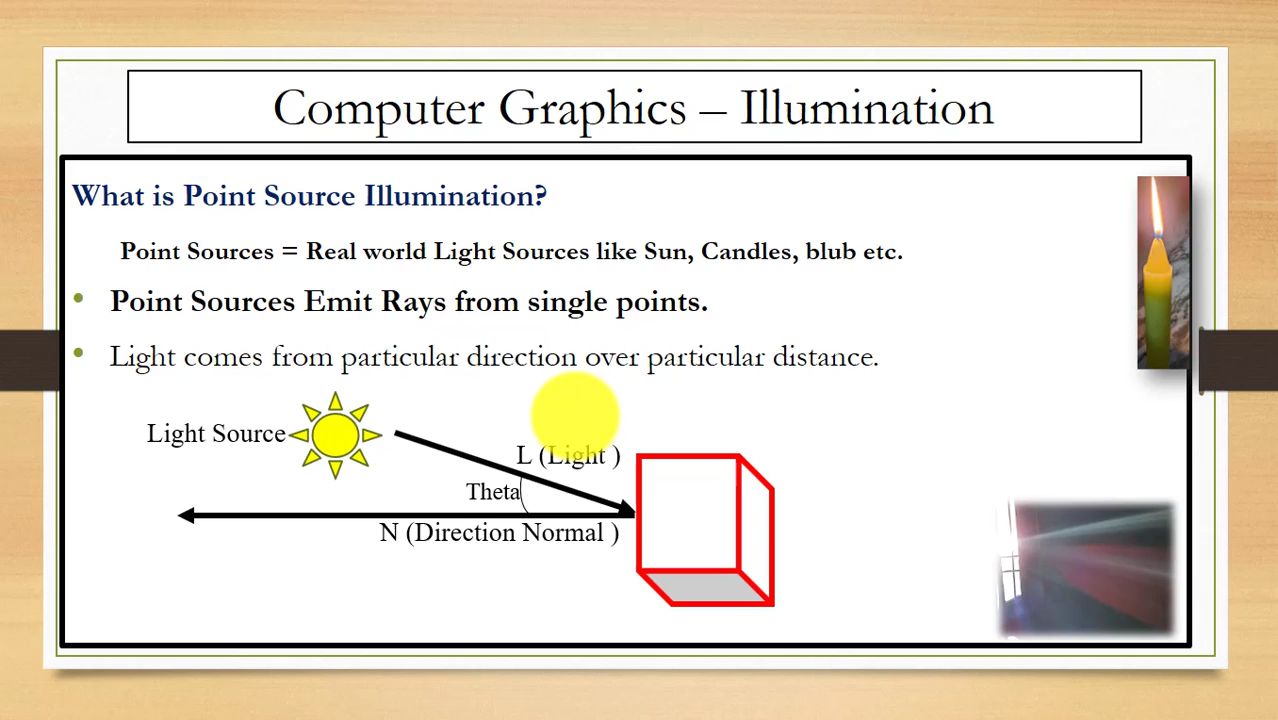 Computer Graphics – Illumination
What is Point Source Illumination?
Point Sources = Real world Light Sources like Sun, Candles, blub etc.
• Point Sources Emit Rays from single points.
• Light comes from particular direction over particular distance.
Light Source
L (Light )
Theta
N (Direction Normal )